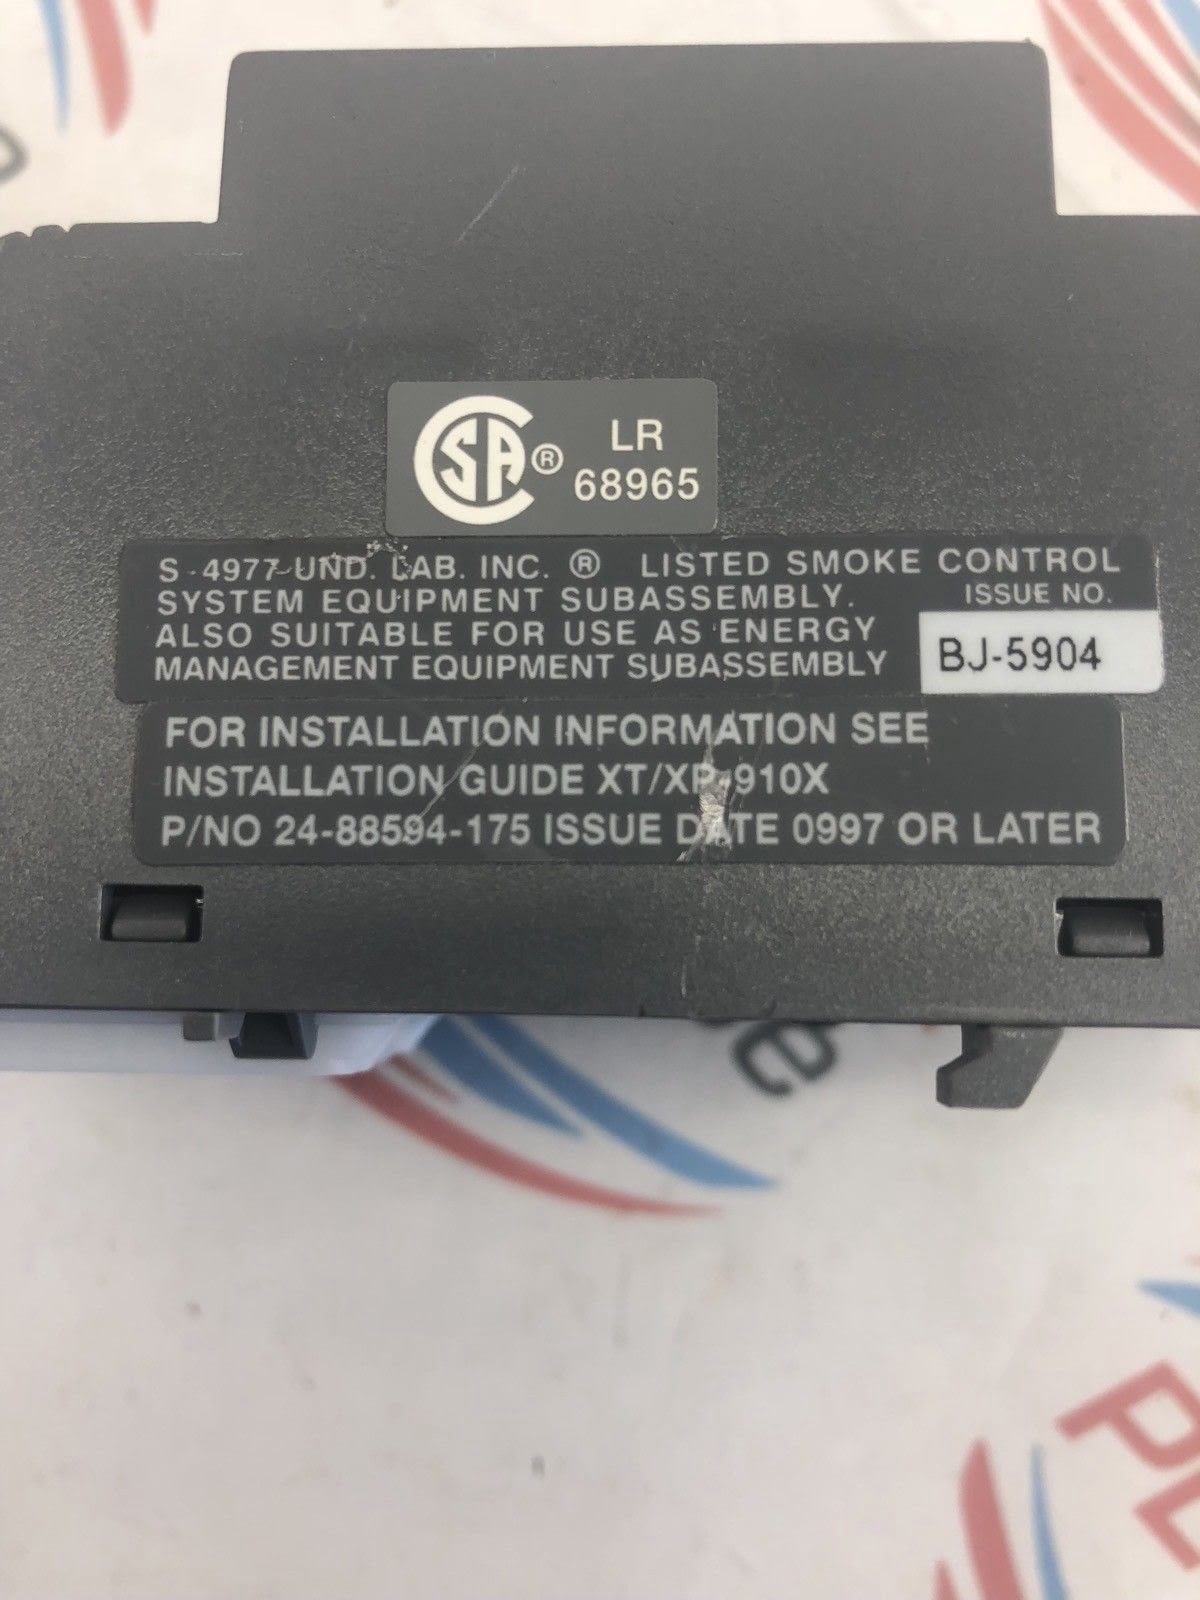 CSA ® LR
68965
S-4977 UND. LAB. INC. ® LISTED SMOKE CONTROL
SYSTEM EQUIPMENT SUBASSEMBLY. ISSUE NO.
ALSO SUITABLE FOR USE AS ENERGY
MANAGEMENT EQUIPMENT SUBASSEMBLY BJ-5904
FOR INSTALLATION INFORMATION SEE
INSTALLATION GUIDE XT/XP-910X
P/NO 24-88594-175 ISSUE DATE 0997 OR LATER